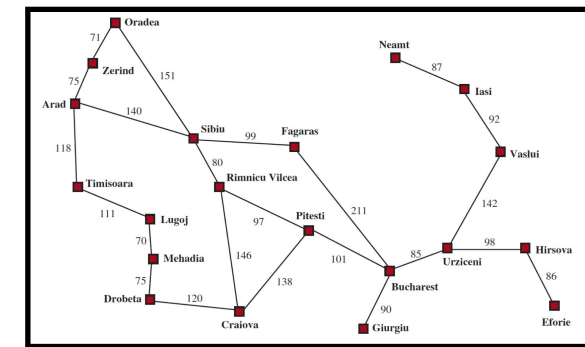 Oradea
71
Neamt
87
Zerind
151
Iasi
75
92
Arad
140
Sibiu
99
Fagaras
118
80
Vaslui
Timisoara
Rimnicu Vilcea
111
Lugoj
97
Pitesti
211
142
70
98
Hirsova
Mehadia
146
101
85
Urziceni
75
138
86
Bucharest
Drobeta
120
90
Craiova
Giurgiu
Eforie